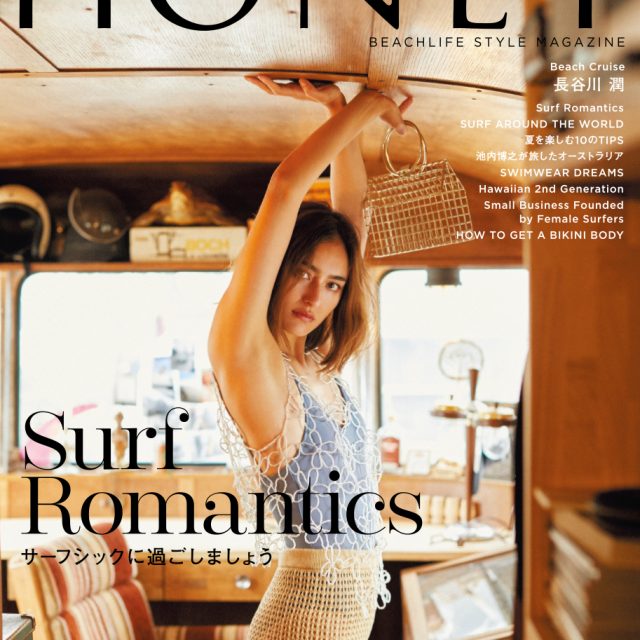 HONEY
BEACHLIFE STYLE MAGAZINE
Beach Cruise
長谷川 潤
Surf Romantics
SURF AROUND THE WORLD
夏を楽しむ10のTIPS
池内博之が旅したオーストラリア
SWIMWEAR DREAMS
Hawaiian 2nd Generation
Small Business Founded
by Female Surfers
HOW TO GET A BIKINI BODY
BOCH
Surf
Romantics
サーフシックに過ごしましょう